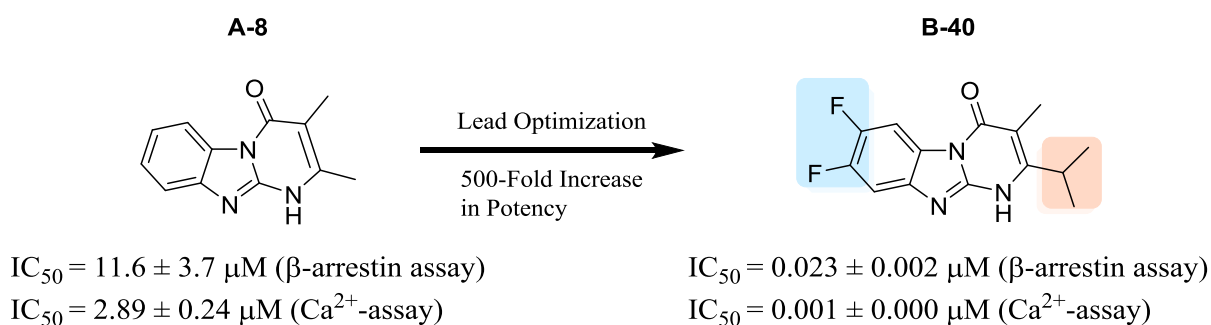 A-8
B-40
O
N
N
N
H
Lead Optimization
500-Fold Increase
in Potency
O
F
F
N
N
N
H
IC50 = 11.6 ± 3.7 μM (β-arrestin assay)
IC50 = 2.89 ± 0.24 μM (Ca2+-assay)
IC50 = 0.023 ± 0.002 μM (β-arrestin assay)
IC50 = 0.001 ± 0.000 μM (Ca2+-assay)